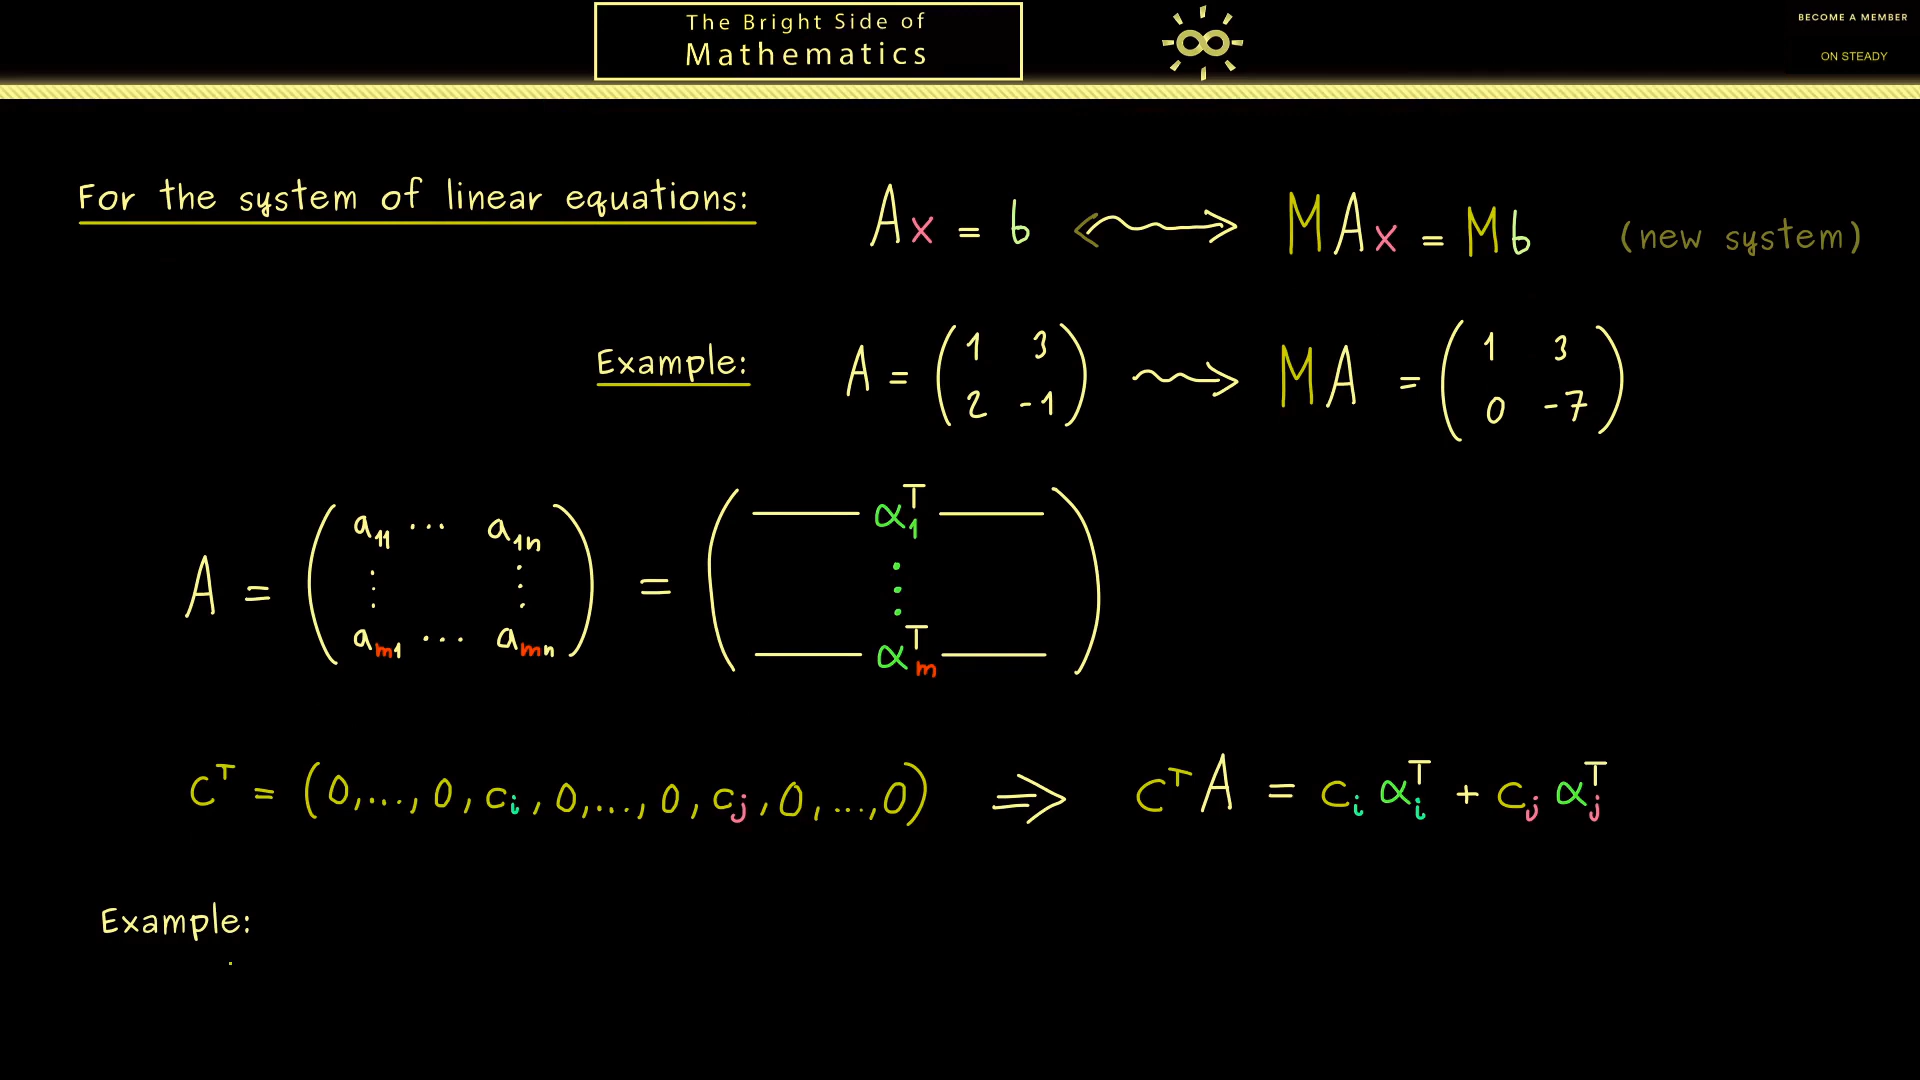 The Bright Side of
Mathematics
BECOME A MEMBER
ON STEADY
For the system of linear equations: Ax = b ⟿ MAx = Mb (new system)
Example: A = (1 3; 2 -1) ⟿ MA = (1 3; 0 -7)
A = (a₁₁ ⋯ a₁ₙ; ⋮ ⋮; aₘ₁ ⋯ aₘₙ) = (— α₁ᵀ —; ⋮; — αₘᵀ —)
Cᵀ = (0,...,0,cᵢ,0,...,0,cⱼ,0,...,0) ⇒ Cᵀ A = cᵢ αᵢᵀ + cⱼ αⱼᵀ
Example: